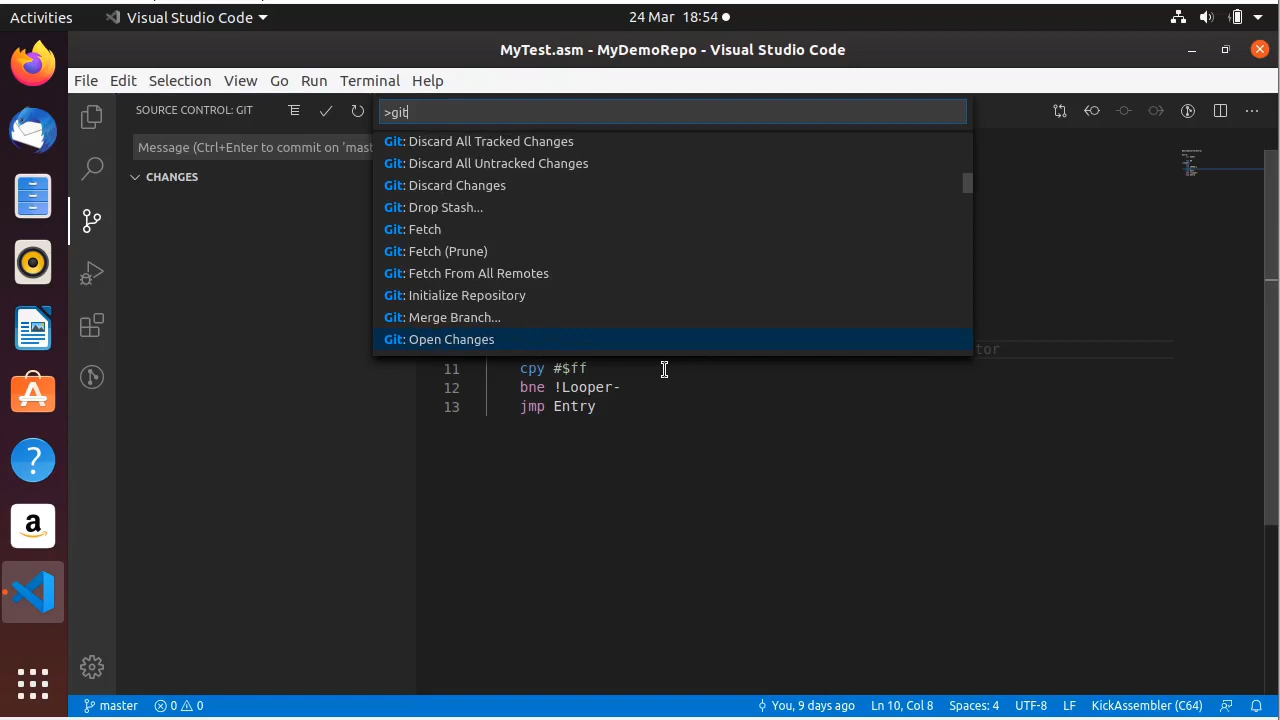 Activities
Visual Studio Code
24 Mar 18:54
MyTest.asm - MyDemoRepo - Visual Studio Code
File Edit Selection View Go Run Terminal Help
SOURCE CONTROL: GIT
>git
Message (Ctrl+Enter to commit on 'mast
CHANGES
Git: Discard All Tracked Changes
Git: Discard All Untracked Changes
Git: Discard Changes
Git: Drop Stash...
Git: Fetch
Git: Fetch (Prune)
Git: Fetch From All Remotes
Git: Initialize Repository
Git: Merge Branch...
Git: Open Changes
tor
11 cpy #$ff
12 bne !Looper-
13 jmp Entry
master 0 0 You, 9 days ago Ln 10, Col 8 Spaces: 4 UTF-8 LF KickAssembler (C64)